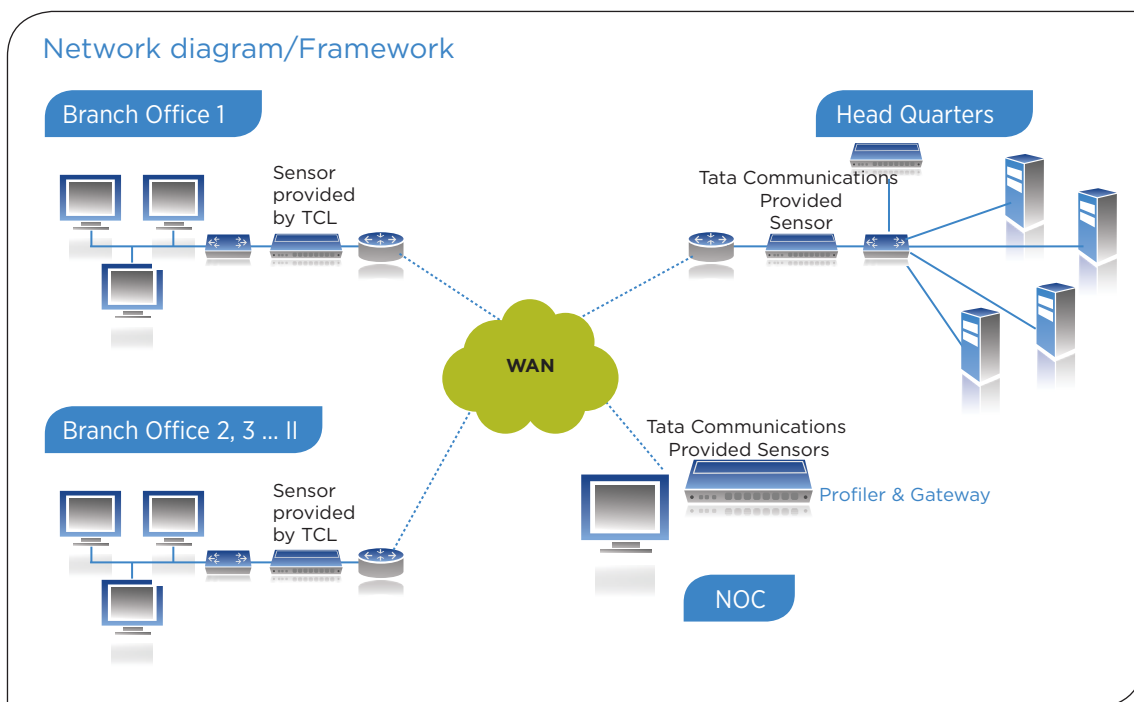 Network diagram/Framework
Branch Office 1
Sensor
provided
by TCL
Head Quarters
Tata Communications
Provided
Sensor
WAN
Branch Office 2, 3 ... II
Sensor
provided
by TCL
Tata Communications
Provided Sensors
Profiler & Gateway
NOC